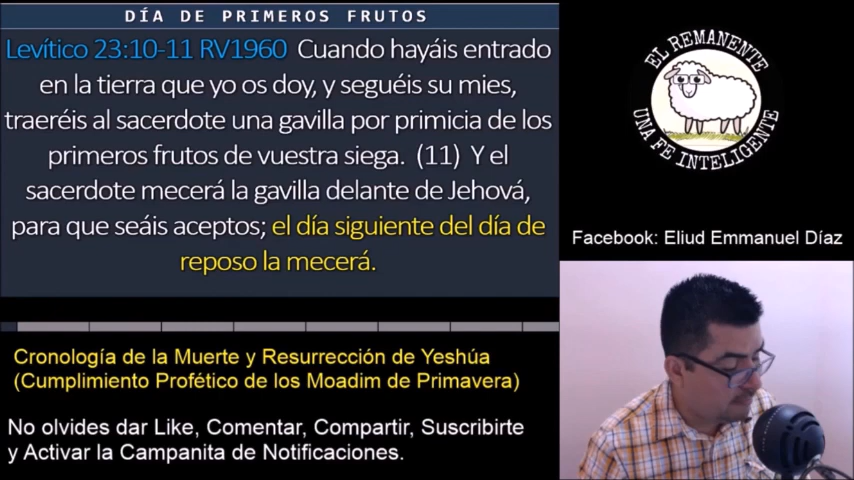 DÍA DE PRIMEROS FRUTOS
Levítico 23:10-11 RV1960 Cuando hayáis entrado
en la tierra que yo os doy, y seguéis su mies,
traeréis al sacerdote una gavilla por primicia de los
primeros frutos de vuestra siega. (11) Y el
sacerdote mecerá la gavilla delante de Jehová,
para que seáis aceptos; el día siguiente del día de
reposo la mecerá.
EL REMANENTE
UNA FE INTELIGENTE
Facebook: Eliud Emmanuel Díaz
Cronología de la Muerte y Resurrección de Yeshúa
(Cumplimiento Profético de los Moadim de Primavera)
No olvides dar Like, Comentar, Compartir, Suscribirte
y Activar la Campanita de Notificaciones.